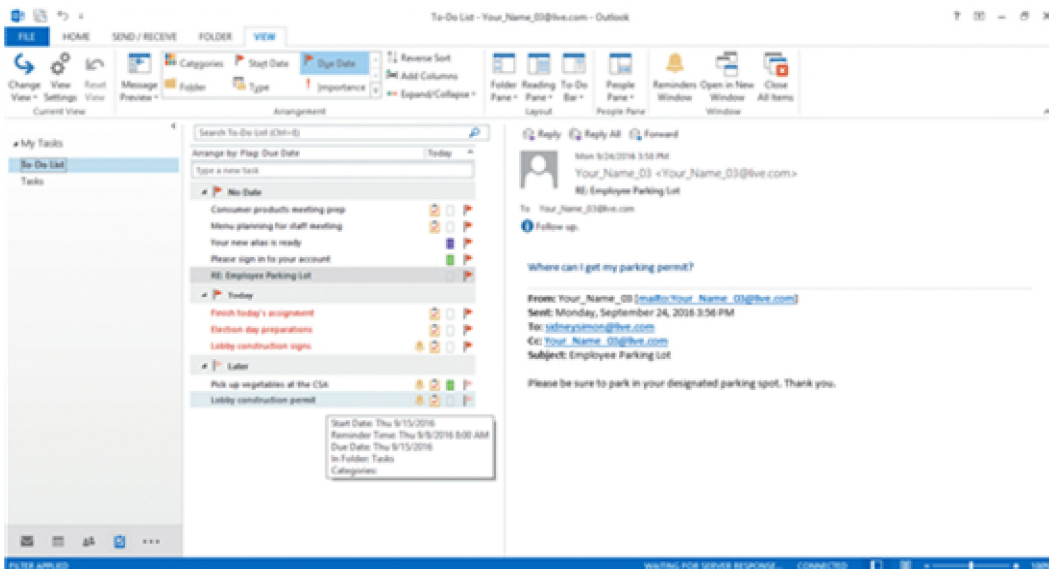 To-Do List - Your_Name_03@live.com - Outlook
FILE HOME SEND / RECEIVE FOLDER VIEW
Change View
View Settings
Reset View
Current View
Message Preview
Categories Start Date Due Date
Folder Type Importance
Arrangement
Reverse Sort
Add Columns
Expand/Collapse
Folder Pane
Reading Pane
To-Do Bar
Layout
People Pane
People Pane
Reminders Window
Open in New Window
Close All Items
Window
My Tasks
To-Do List
Tasks
Search To-Do List (Ctrl+E)
Arrange by: Flag: Due Date Today
Type a new task
No Date
Consumer products meeting prep
Menu planning for staff meeting
Your new alias is ready
Please sign in to your account
RE: Employee Parking Lot
Today
Finish today's assignment
Election day preparations
Lobby construction signs
Later
Pick up vegetables at the CSA
Lobby construction permit
Start Date: Thu 9/15/2016
Reminder Time: Thu 9/8/2016 8:00 AM
Due Date: Thu 9/15/2016
In Folder: Tasks
Categories:
Reply Reply All Forward
Mon 9/24/2016 3:58 PM
Your_Name_03 <Your_Name_03@live.com>
RE: Employee Parking Lot
To Your_Name_03@live.com
Follow up.
Where can I get my parking permit?
From: Your_Name_03 [mailto:Your_Name_03@live.com]
Sent: Monday, September 24, 2016 3:56 PM
To: sidneysimon@live.com
Cc: Your_Name_03@live.com
Subject: Employee Parking Lot
Please be sure to park in your designated parking spot. Thank you.
FILTER APPLIED
WAITING FOR SERVER RESPONSE... CONNECTED 100%